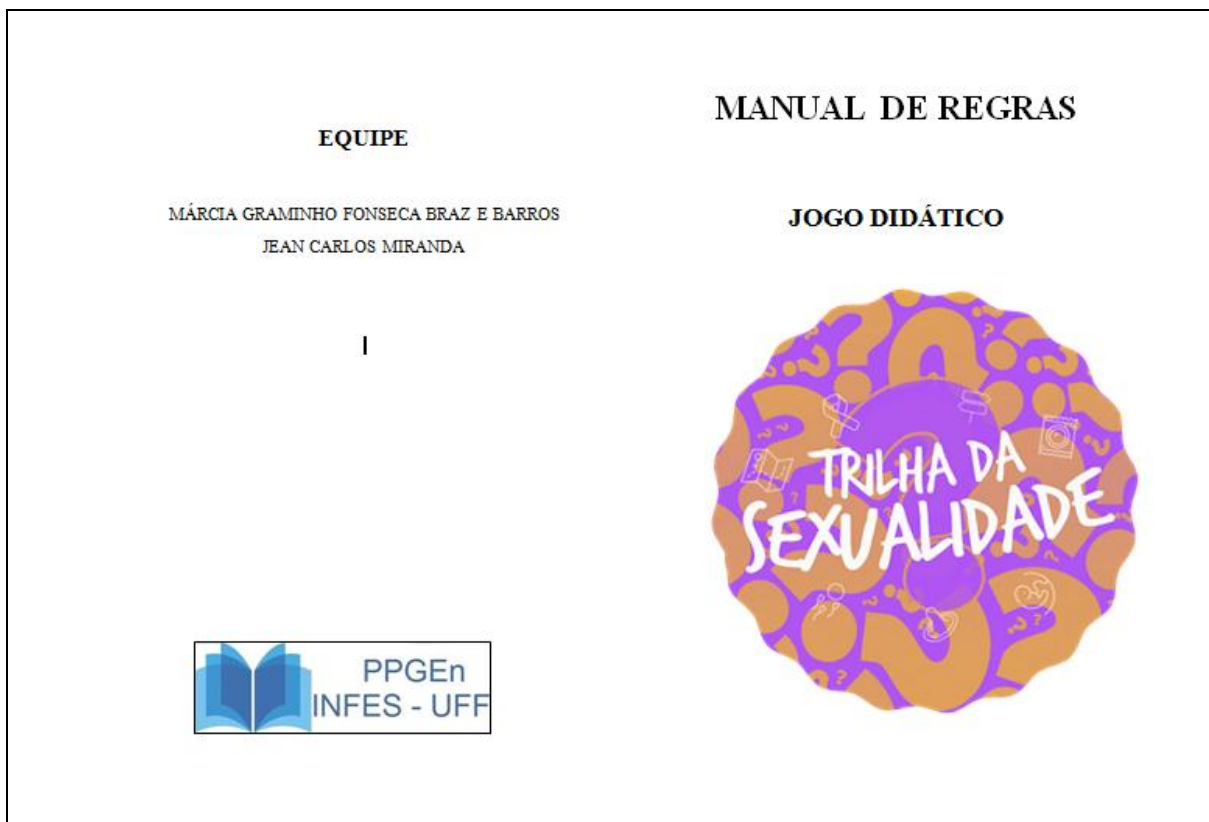 EQUIPE
MÁRCIA GRAMINHO FONSECA BRAZ E BARROS
JEAN CARLOS MIRANDA
PPGEn
INFES - UFF
MANUAL DE REGRAS
JOGO DIDÁTICO
TRILHA DA
SEXUALIDADE